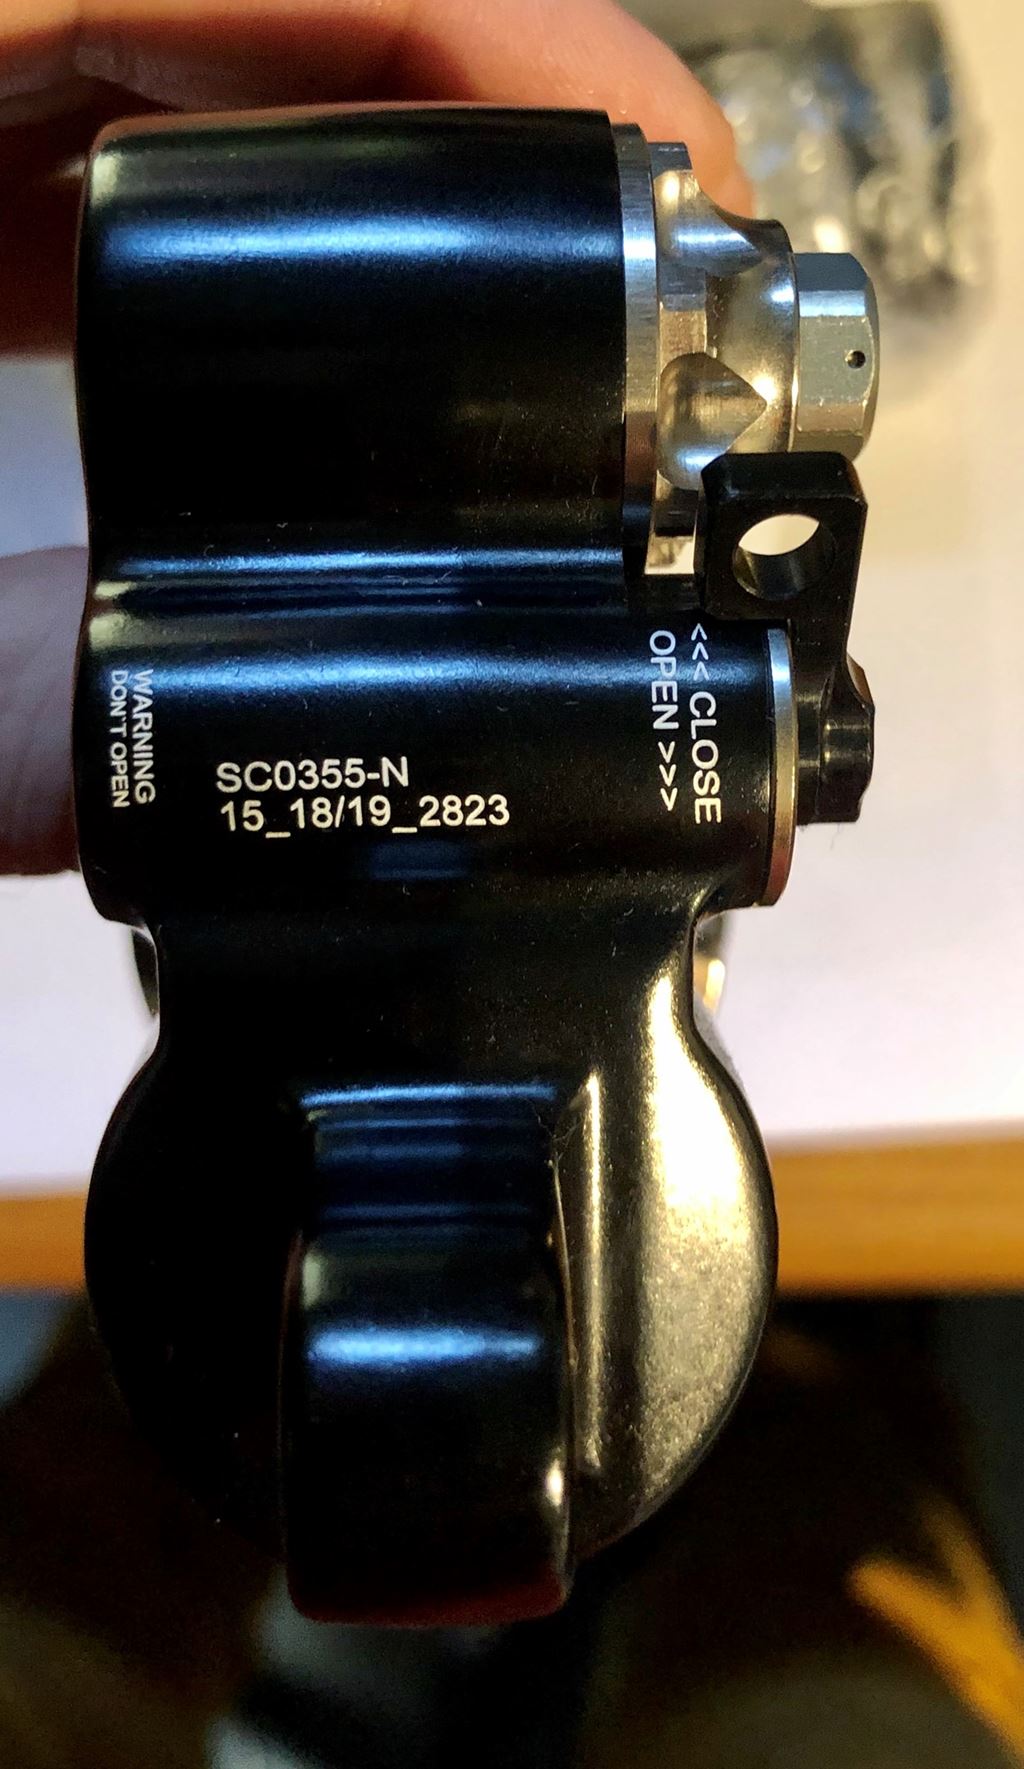 <<< CLOSE
OPEN >>>
WARNING
DON'T OPEN
SC0355-N
15_18/19_2823